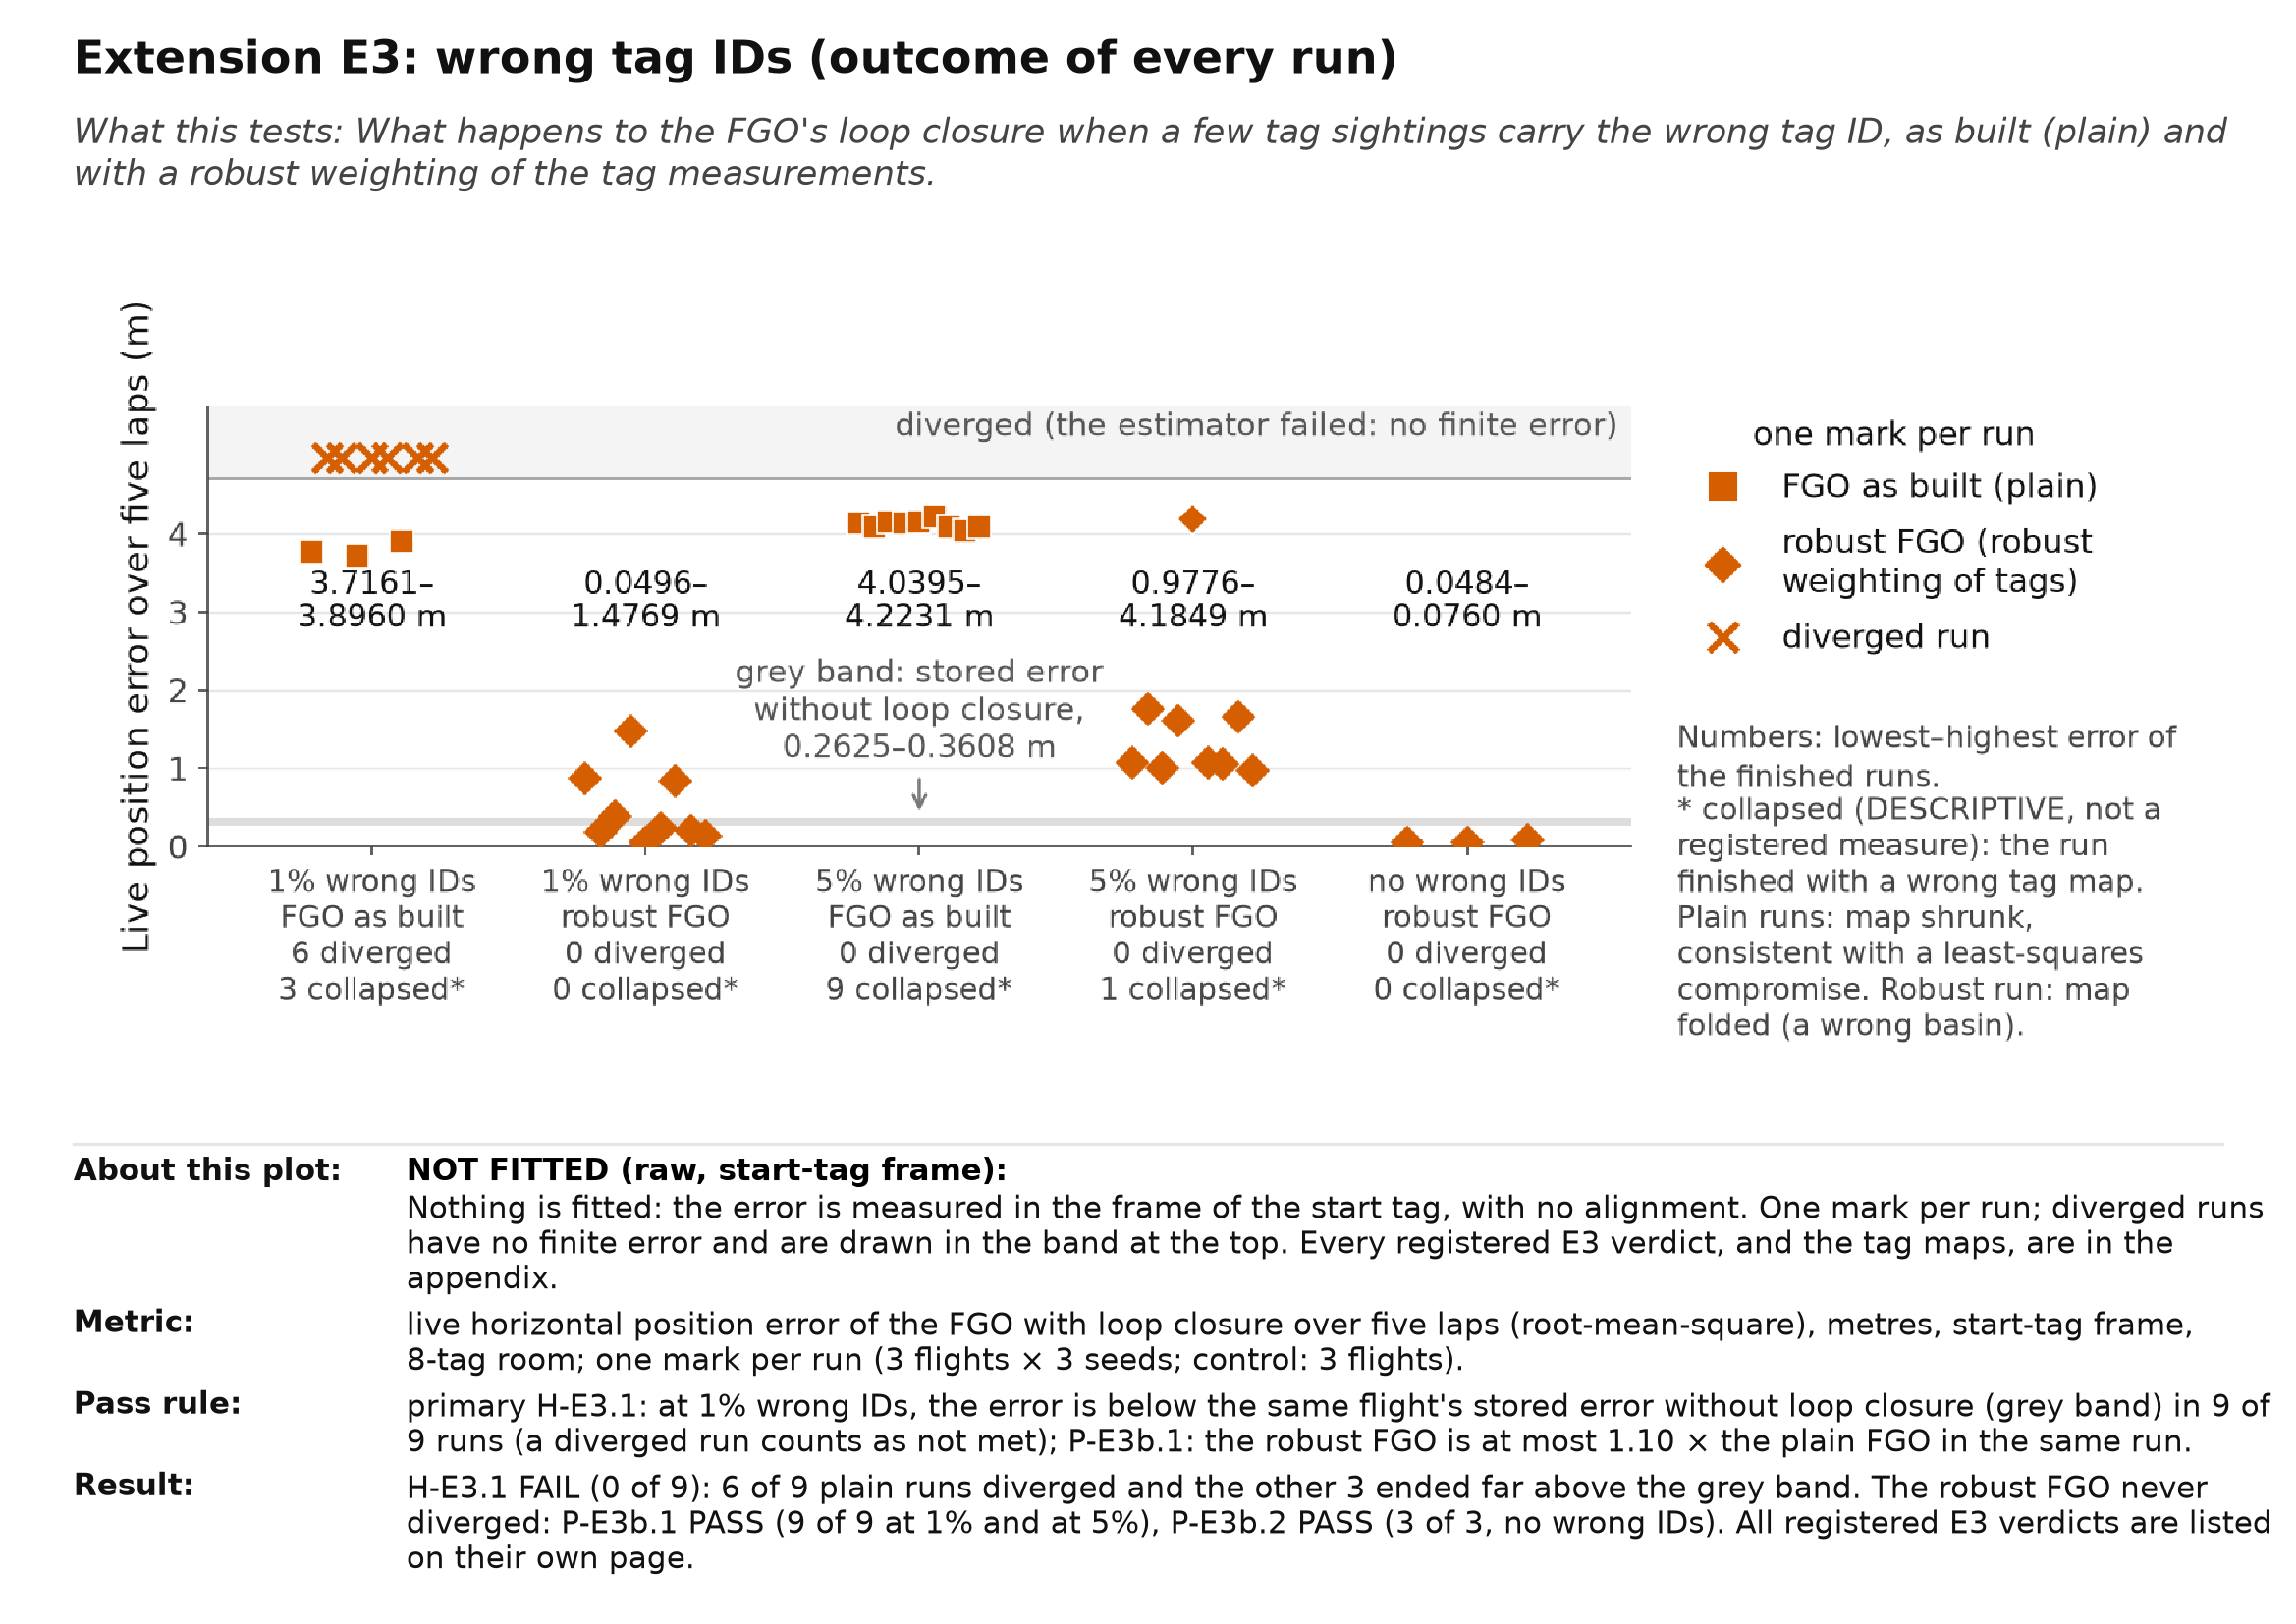 Extension E3: wrong tag IDs (outcome of every run)
What this tests: What happens to the FGO's loop closure when a few tag sightings carry the wrong tag ID, as built (plain) and
with a robust weighting of the tag measurements.
Live position error over five laps (m)
diverged (the estimator failed: no finite error)
4
3
2
1
0
3.7161–
3.8960 m
0.0496–
1.4769 m
4.0395–
4.2231 m
0.9776–
4.1849 m
0.0484–
0.0760 m
grey band: stored error
without loop closure,
0.2625–0.3608 m
1% wrong IDs
FGO as built
6 diverged
3 collapsed*
1% wrong IDs
robust FGO
0 diverged
0 collapsed*
5% wrong IDs
FGO as built
0 diverged
9 collapsed*
5% wrong IDs
robust FGO
0 diverged
1 collapsed*
no wrong IDs
robust FGO
0 diverged
0 collapsed*
one mark per run
FGO as built (plain)
robust FGO (robust
weighting of tags)
diverged run
Numbers: lowest–highest error of
the finished runs.
* collapsed (DESCRIPTIVE, not a
registered measure): the run
finished with a wrong tag map.
Plain runs: map shrunk,
consistent with a least-squares
compromise. Robust run: map
folded (a wrong basin).
About this plot:
NOT FITTED (raw, start-tag frame):
Nothing is fitted: the error is measured in the frame of the start tag, with no alignment. One mark per run; diverged runs
have no finite error and are drawn in the band at the top. Every registered E3 verdict, and the tag maps, are in the
appendix.
Metric:
live horizontal position error of the FGO with loop closure over five laps (root-mean-square), metres, start-tag frame,
8-tag room; one mark per run (3 flights × 3 seeds; control: 3 flights).
Pass rule:
primary H-E3.1: at 1% wrong IDs, the error is below the same flight's stored error without loop closure (grey band) in 9 of
9 runs (a diverged run counts as not met); P-E3b.1: the robust FGO is at most 1.10 × the plain FGO in the same run.
Result:
H-E3.1 FAIL (0 of 9): 6 of 9 plain runs diverged and the other 3 ended far above the grey band. The robust FGO never
diverged: P-E3b.1 PASS (9 of 9 at 1% and at 5%), P-E3b.2 PASS (3 of 3, no wrong IDs). All registered E3 verdicts are listed
on their own page.